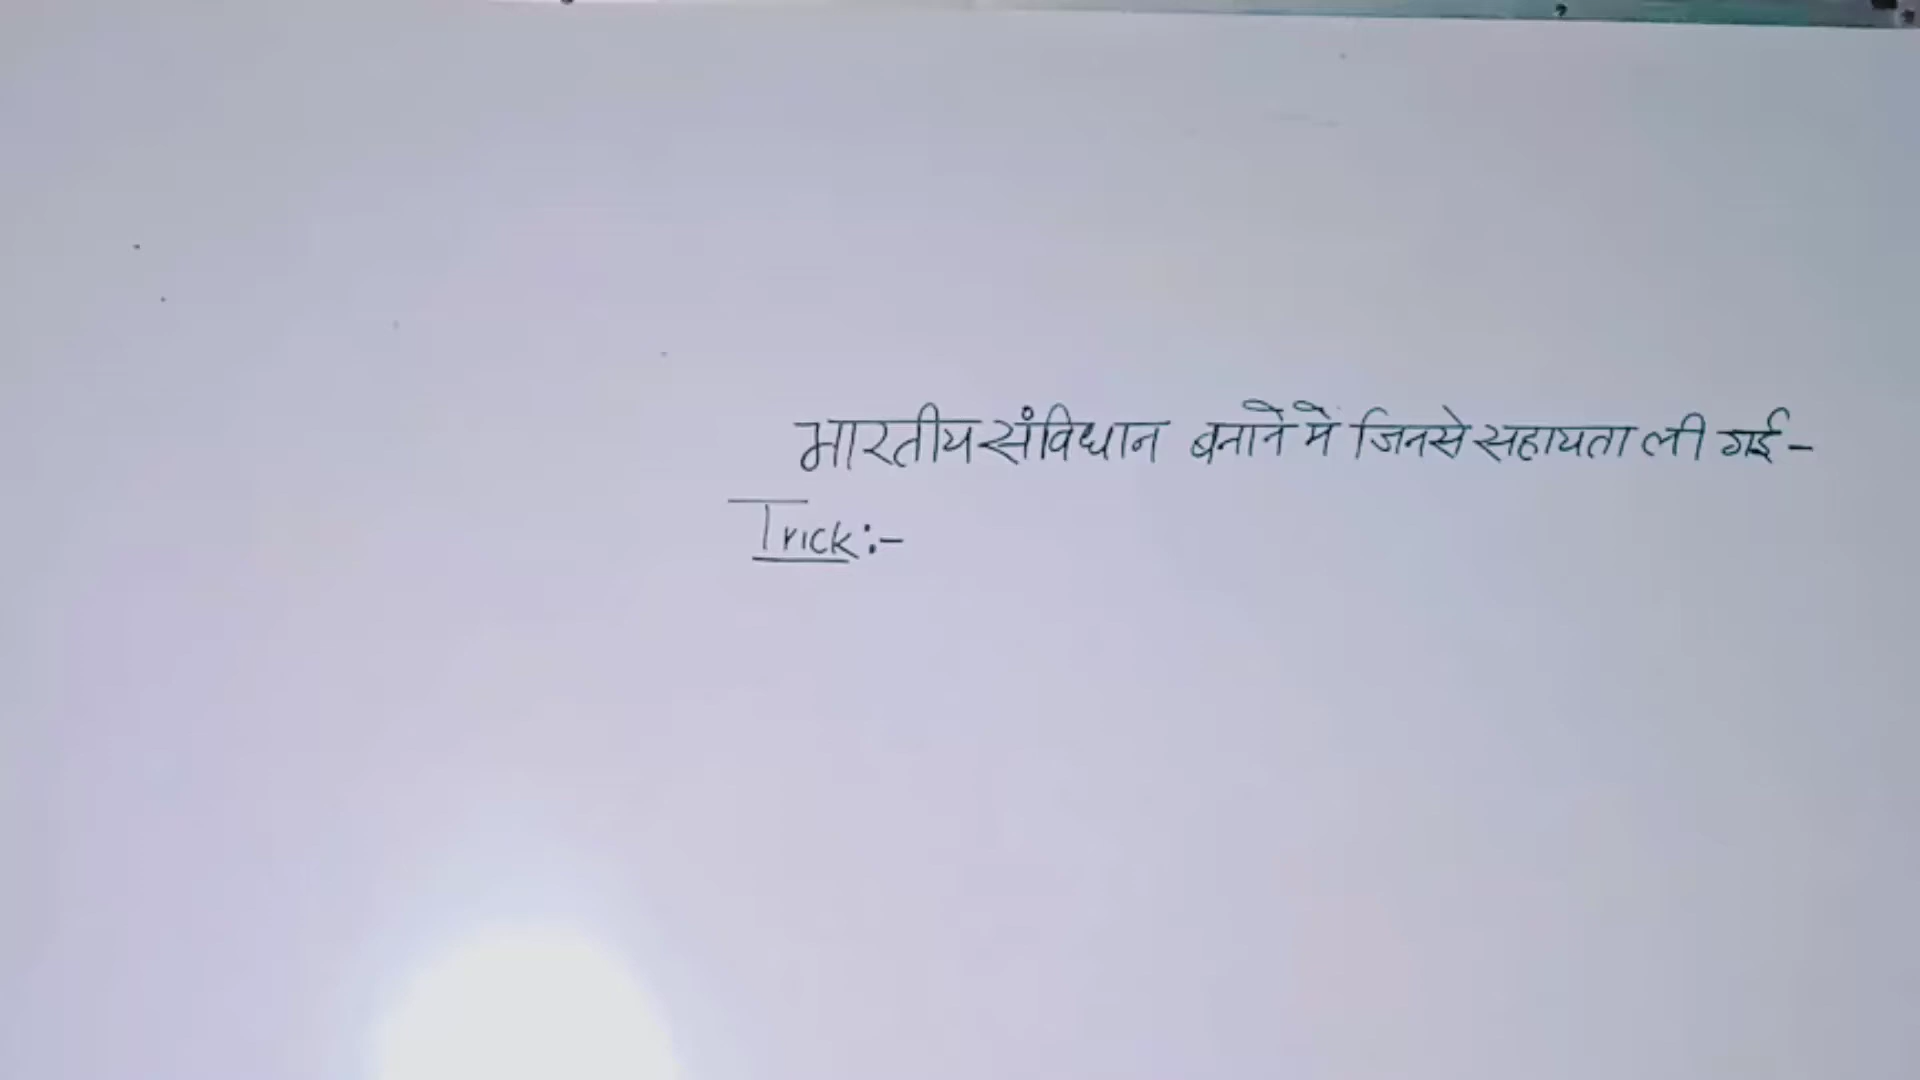 भारतीय संविधान बनाने में जिनसे सहायता ली गई-
Trick:-